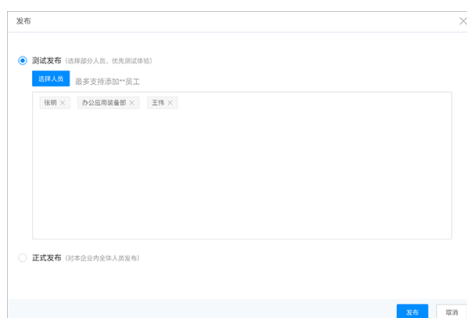 发布
测试发布 (选择部分人员，优先测试体验)
选择人员 最多支持添加**员工
张明 × 办公应用装备部 × 王伟 ×
正式发布 (对本企业内全体人员发布)
发布 取消